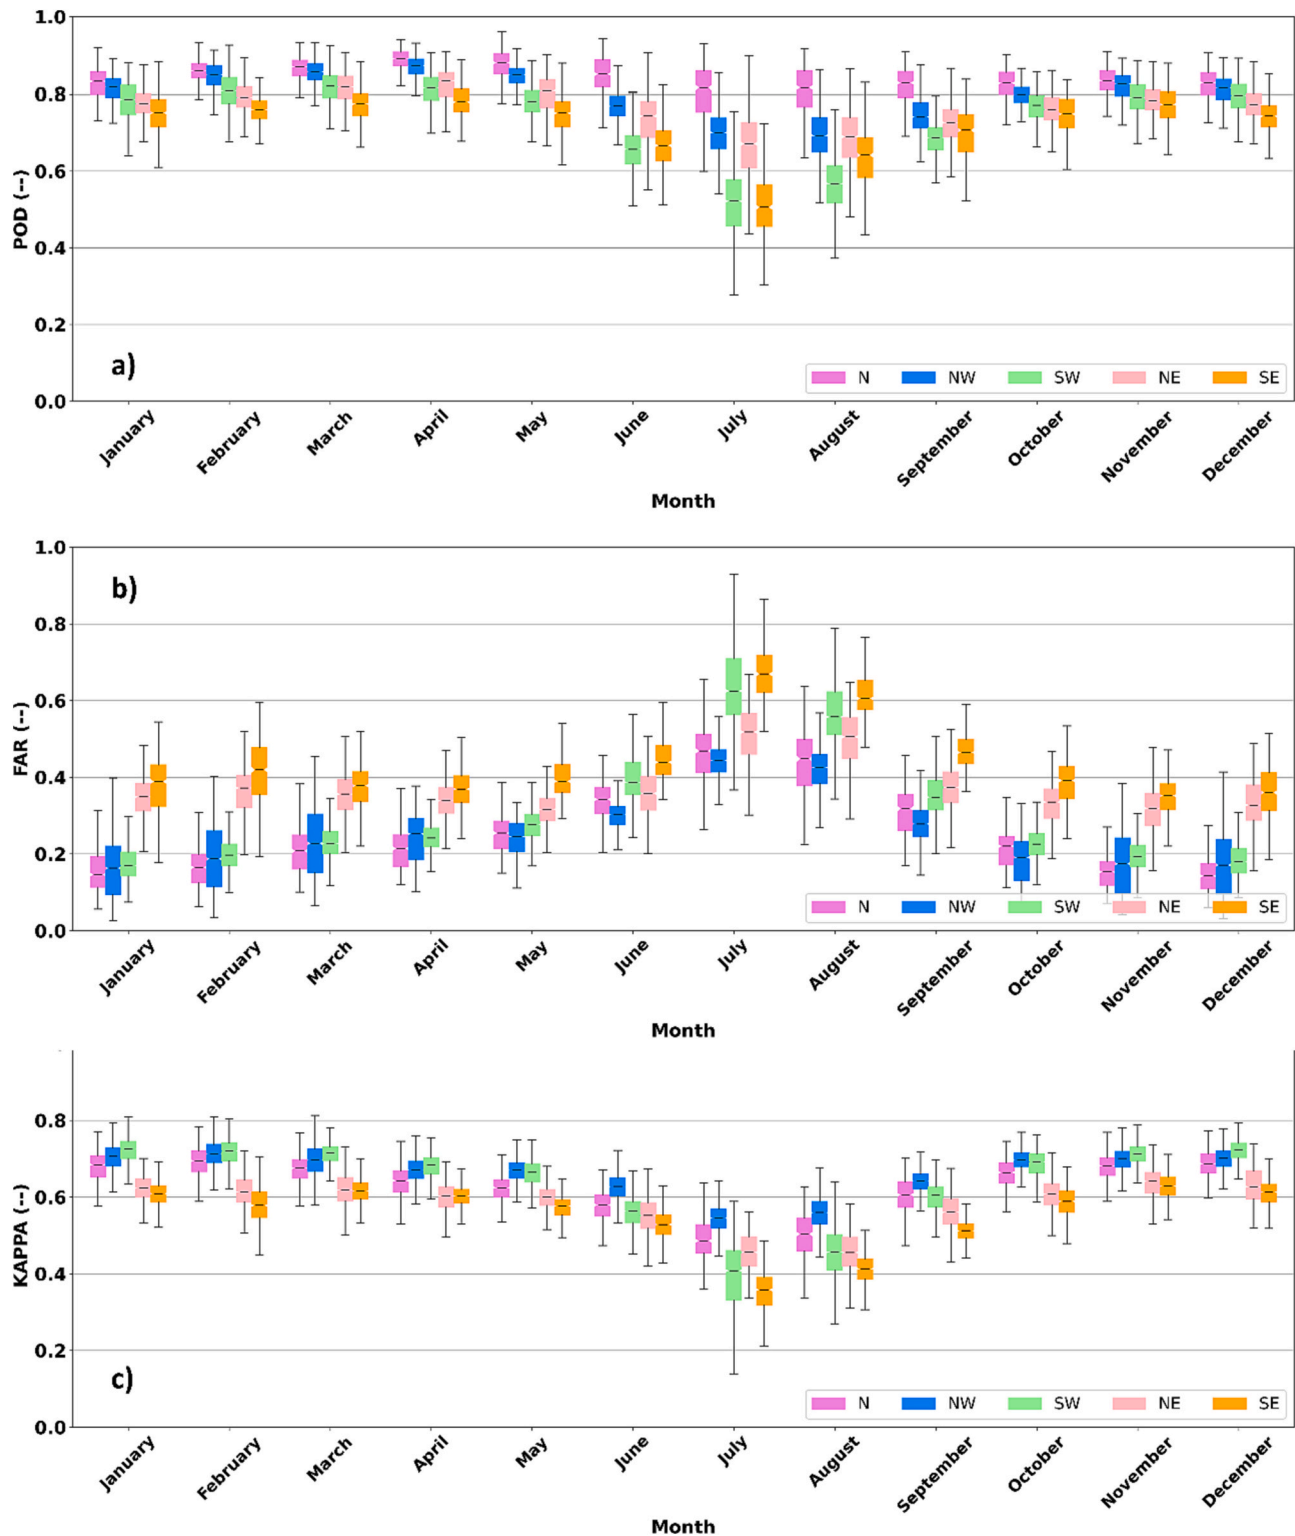 1.0
0.8
0.6
0.4
0.2
0.0
POD (--)
a)
N NW SW NE SE
January February March April May June July August September October November December
Month
1.0
0.8
0.6
0.4
0.2
0.0
FAR (--)
b)
N NW SW NE SE
January February March April May June July August September October November December
Month
0.8
0.6
0.4
0.2
0.0
KAPPA (--)
c)
N NW SW NE SE
January February March April May June July August September October November December
Month